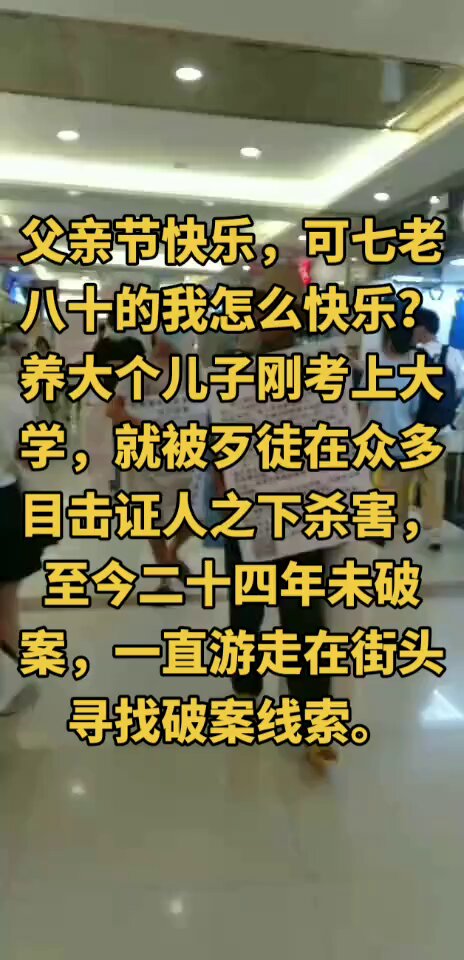 父亲节快乐，可七老
八十的我怎么快乐？
养大个儿子刚考上大
学，就被歹徒在众多
目击证人之下杀害，
至今二十四年未破
案，一直游走在街头
寻找破案线索。